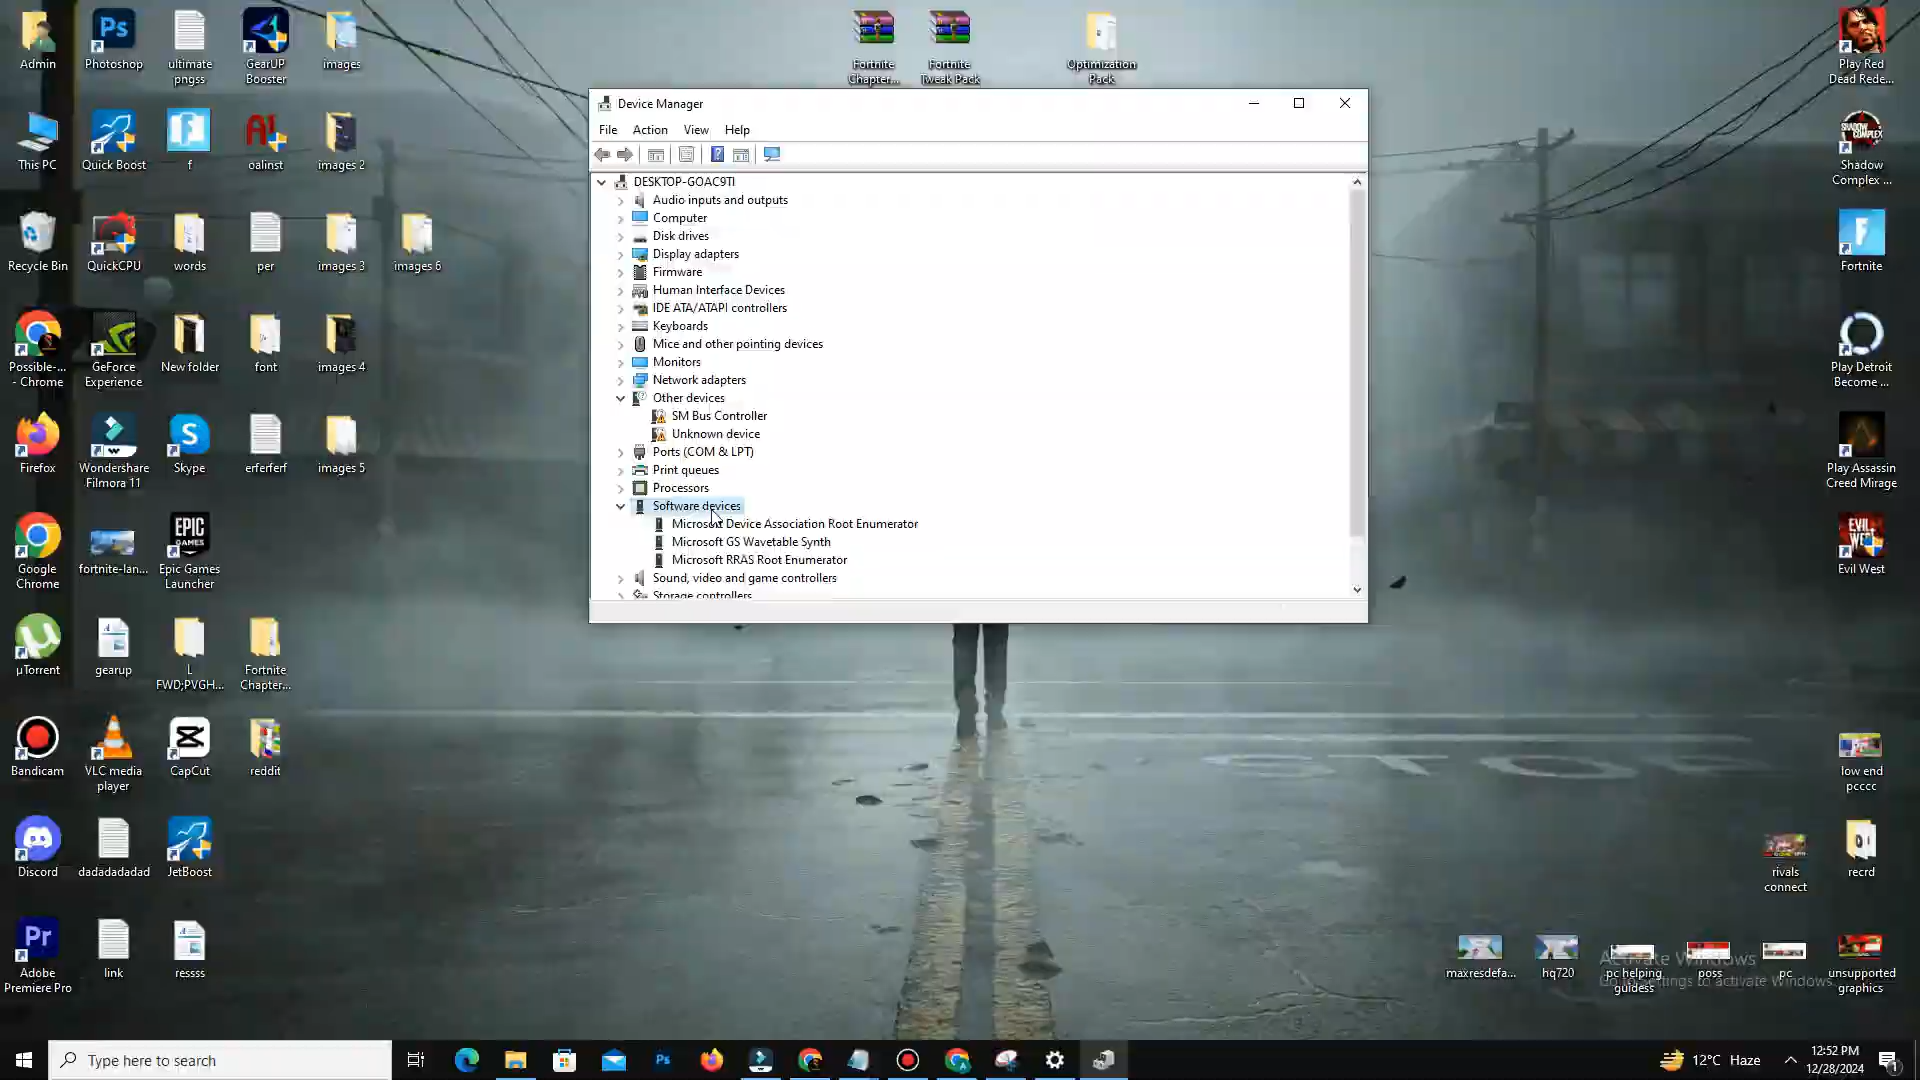 Admin
Photoshop
ultimate
pngss
GearUP
Booster
images
Fortnite
Chapter...
Fortnite
Tweak Pack
Optimization
Pack
Play Red
Dead Rede...
This PC
Quick Boost
f
oalinst
images 2
Shadow
Complex ...
Recycle Bin
QuickCPU
words
per
images 3
images 6
Fortnite
Possible-...
- Chrome
GeForce
Experience
New folder
font
images 4
Play Detroit
Become ...
Firefox
Wondershare
Filmora 11
Skype
erferferf
images 5
Play Assassin
Creed Mirage
Google
Chrome
fortnite-lan...
Epic Games
Launcher
Evil West
µTorrent
gearup
L
FWD;PVGH...
Fortnite
Chapter...
Bandicam
VLC media
player
CapCut
reddit
low end
pcccc
Discord
dadadadadad
JetBoost
rivals
connect
recrd
Adobe
Premiere Pro
link
ressss
maxresdefa...
hq720
pc helping
guidess
poss
pc
unsupported
graphics
Device Manager
File Action View Help
DESKTOP-GOAC9TI
Audio inputs and outputs
Computer
Disk drives
Display adapters
Firmware
Human Interface Devices
IDE ATA/ATAPI controllers
Keyboards
Mice and other pointing devices
Monitors
Network adapters
Other devices
SM Bus Controller
Unknown device
Ports (COM & LPT)
Print queues
Processors
Software devices
Microsoft Device Association Root Enumerator
Microsoft GS Wavetable Synth
Microsoft RRAS Root Enumerator
Sound, video and game controllers
Storage controllers
Activate Windows
Go to Settings to activate Windows.
Type here to search
12°C Haze
12:52 PM
12/28/2024